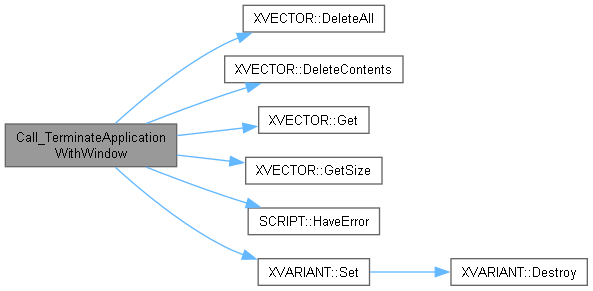 XVECTOR::DeleteAll
XVECTOR::DeleteContents
Call_TerminateApplication
WithWindow
XVECTOR::Get
XVECTOR::GetSize
SCRIPT::HaveError
XVARIANT::Set
XVARIANT::Destroy